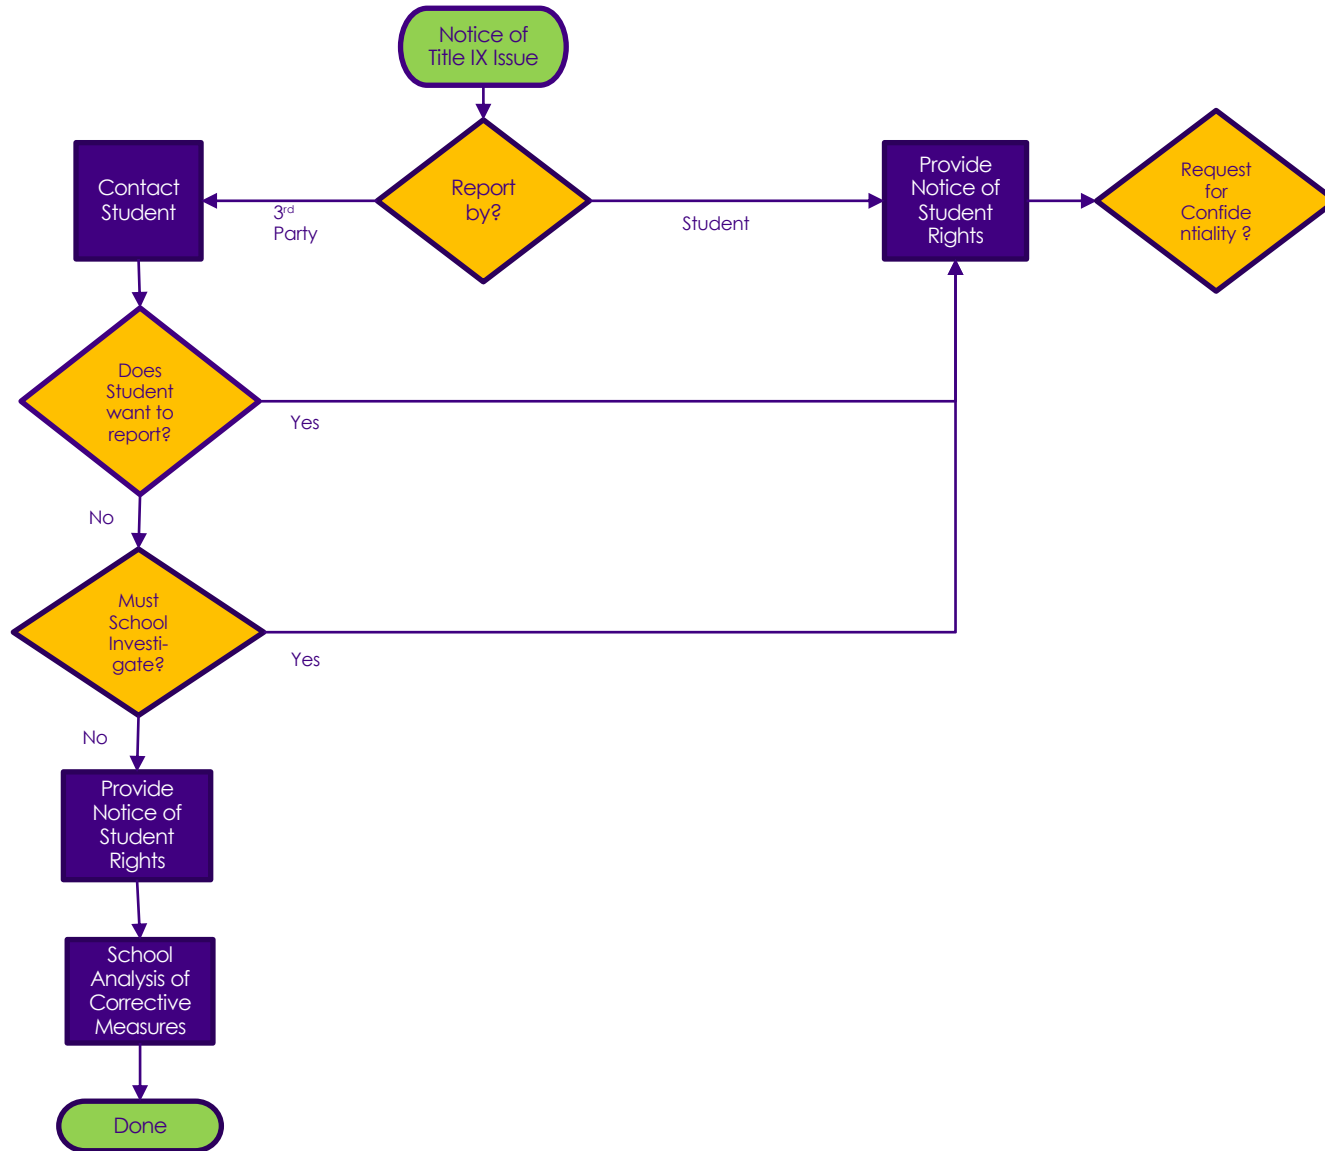 Notice of
Title IX Issue
Report
by?
Contact
Student
3rd
Party
Student
Provide
Notice of
Student
Rights
Request
for
Confide
ntiality ?
Does
Student
want to
report?
Yes
No
Must
School
Investi-
gate?
Yes
No
Provide
Notice of
Student
Rights
School
Analysis of
Corrective
Measures
Done